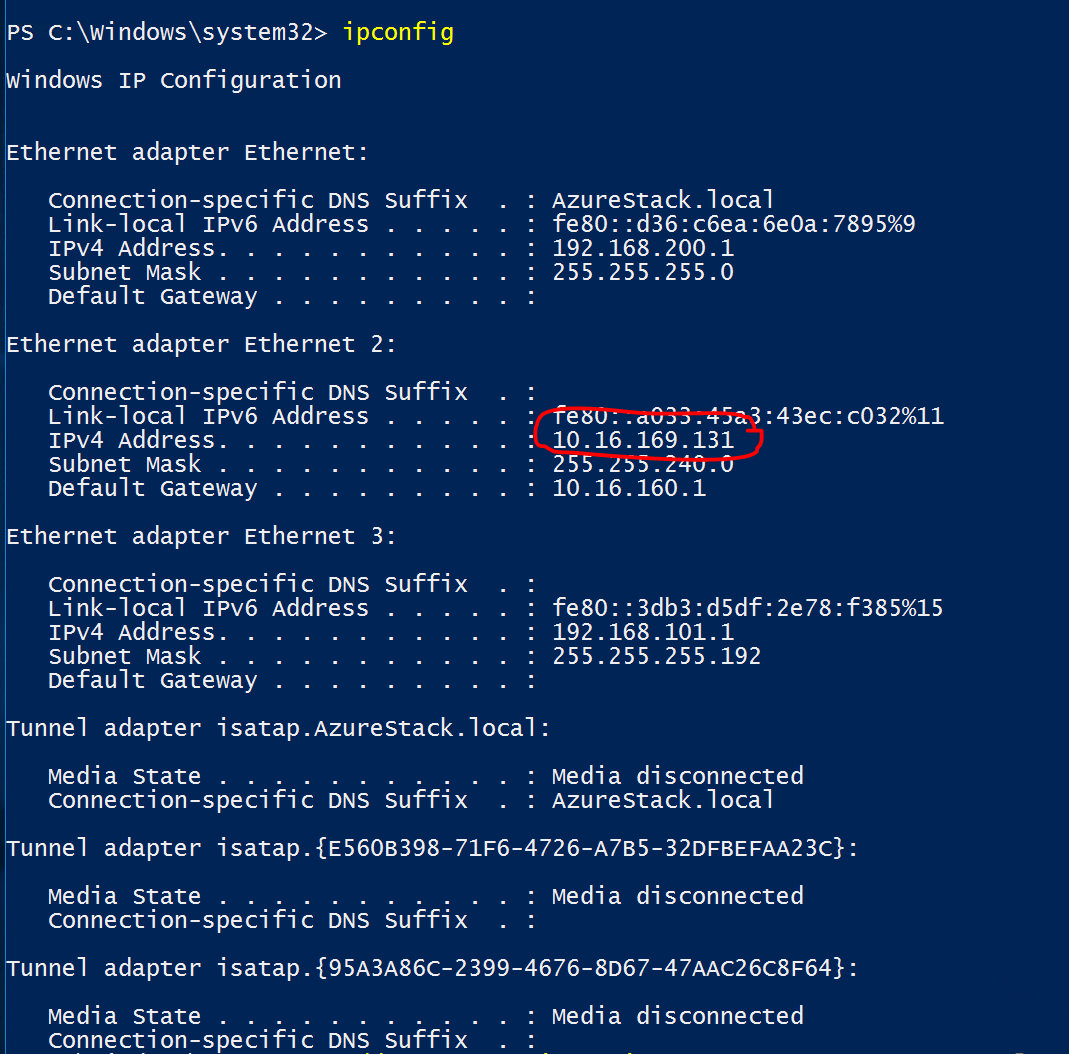 PS C:\Windows\system32> ipconfig
Windows IP Configuration
Ethernet adapter Ethernet:
Connection-specific DNS Suffix  . : AzureStack.local
Link-local IPv6 Address . . . . . : fe80::d36:c6ea:6e0a:7895%9
IPv4 Address. . . . . . . . . . . : 192.168.200.1
Subnet Mask . . . . . . . . . . . : 255.255.255.0
Default Gateway . . . . . . . . . :
Ethernet adapter Ethernet 2:
Connection-specific DNS Suffix  . :
Link-local IPv6 Address . . . . . : fe80::a033:45a3:43ec:c032%11
IPv4 Address. . . . . . . . . . . : 10.16.169.131
Subnet Mask . . . . . . . . . . . : 255.255.240.0
Default Gateway . . . . . . . . . : 10.16.160.1
Ethernet adapter Ethernet 3:
Connection-specific DNS Suffix  . :
Link-local IPv6 Address . . . . . : fe80::3db3:d5df:2e78:f385%15
IPv4 Address. . . . . . . . . . . : 192.168.101.1
Subnet Mask . . . . . . . . . . . : 255.255.255.192
Default Gateway . . . . . . . . . :
Tunnel adapter isatap.AzureStack.local:
Media State . . . . . . . . . . . : Media disconnected
Connection-specific DNS Suffix  . : AzureStack.local
Tunnel adapter isatap.{E560B398-71F6-4726-A7B5-32DFBEFAA23C}:
Media State . . . . . . . . . . . : Media disconnected
Connection-specific DNS Suffix  . :
Tunnel adapter isatap.{95A3A86C-2399-4676-8D67-47AAC26C8F64}:
Media State . . . . . . . . . . . : Media disconnected
Connection-specific DNS Suffix  . :